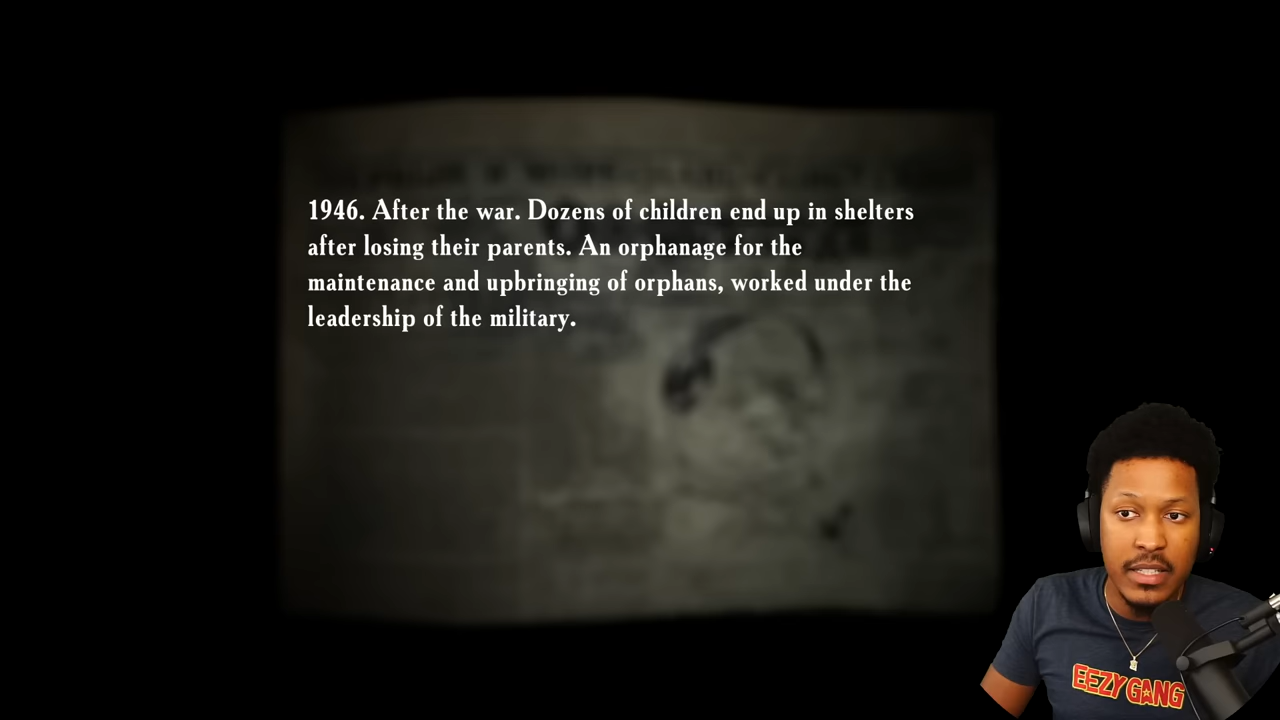 1946. After the war. Dozens of children end up in shelters
after losing their parents. An orphanage for the
maintenance and upbringing of orphans, worked under the
leadership of the military.
EEZY GANG